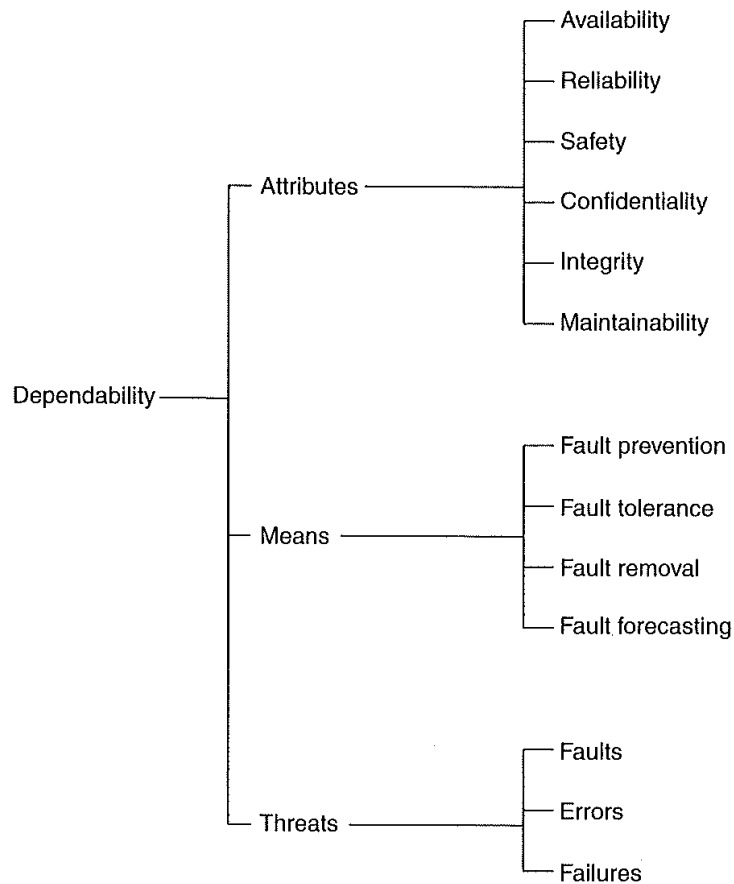 Availability
Reliability
Safety
Attributes
Confidentiality
Integrity
Maintainability
Dependability
Fault prevention
Fault tolerance
Means
Fault removal
Fault forecasting
Faults
Errors
Threats
Failures